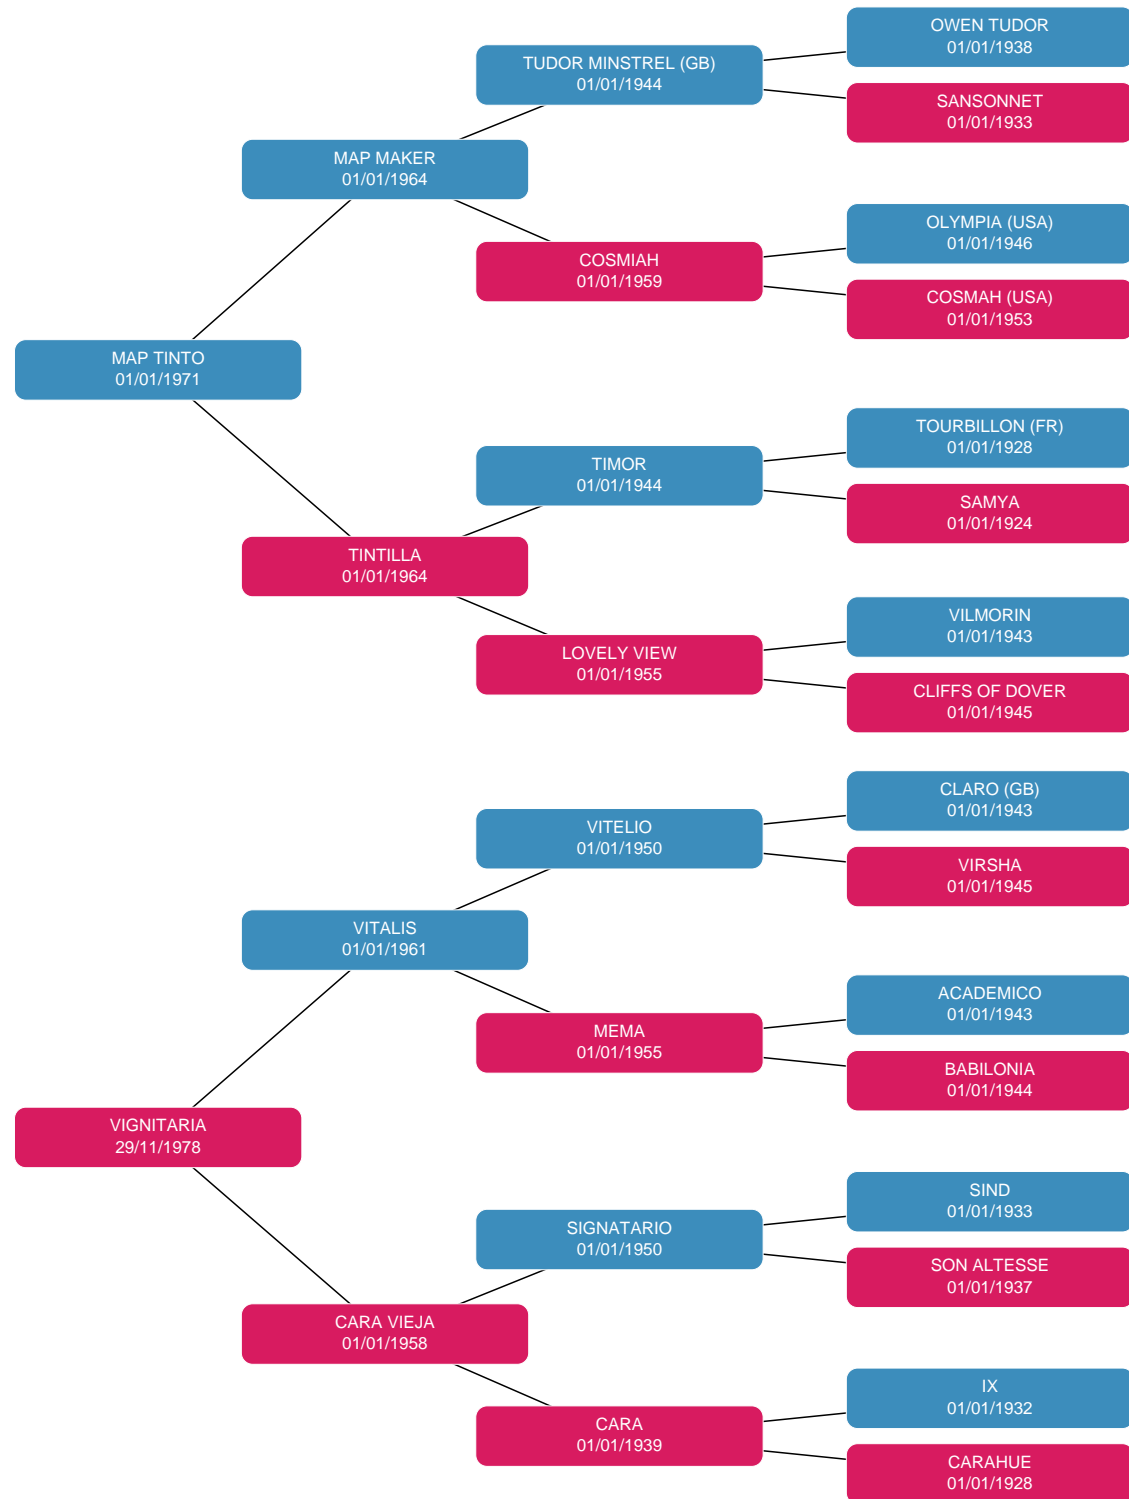 OWEN TUDOR
01/01/1938
TUDOR MINSTREL (GB)
01/01/1944
SANSONNET
01/01/1933
MAP MAKER
01/01/1964
OLYMPIA (USA)
01/01/1946
COSMIAH
01/01/1959
COSMAH (USA)
01/01/1953
MAP TINTO
01/01/1971
TOURBILLON (FR)
01/01/1928
TIMOR
01/01/1944
SAMYA
01/01/1924
TINTILLA
01/01/1964
VILMORIN
01/01/1943
LOVELY VIEW
01/01/1955
CLIFFS OF DOVER
01/01/1945
CLARO (GB)
01/01/1943
VITELIO
01/01/1950
VIRSHA
01/01/1945
VITALIS
01/01/1961
ACADEMICO
01/01/1943
MEMA
01/01/1955
BABILONIA
01/01/1944
VIGNITARIA
29/11/1978
SIND
01/01/1933
SIGNATARIO
01/01/1950
SON ALTESSE
01/01/1937
CARA VIEJA
01/01/1958
IX
01/01/1932
CARA
01/01/1939
CARAHUE
01/01/1928